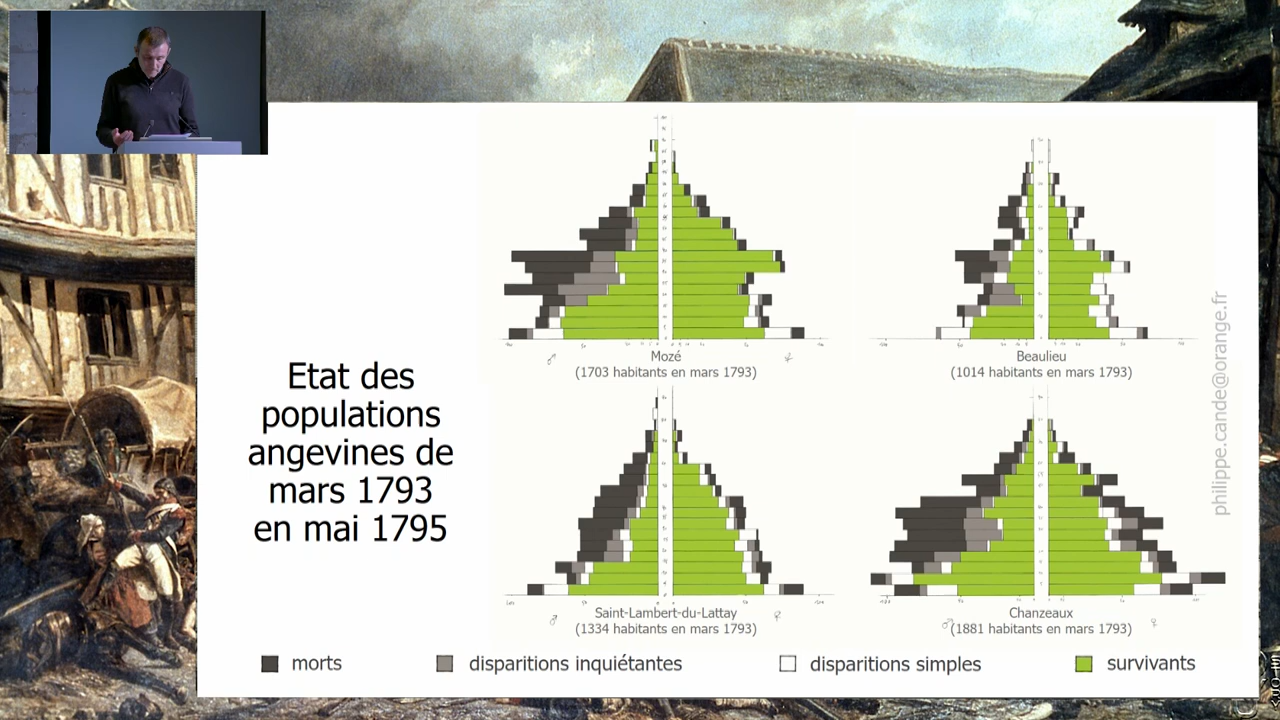 Etat des
populations
angevines de
mars 1793
en mai 1795
Mozé
(1703 habitants en mars 1793)
Beaulieu
(1014 habitants en mars 1793)
Saint-Lambert-du-Lattay
(1334 habitants en mars 1793)
Chanzeaux
(1881 habitants en mars 1793)
morts
disparitions inquiétantes
disparitions simples
survivants
philippe.cande@orange.fr